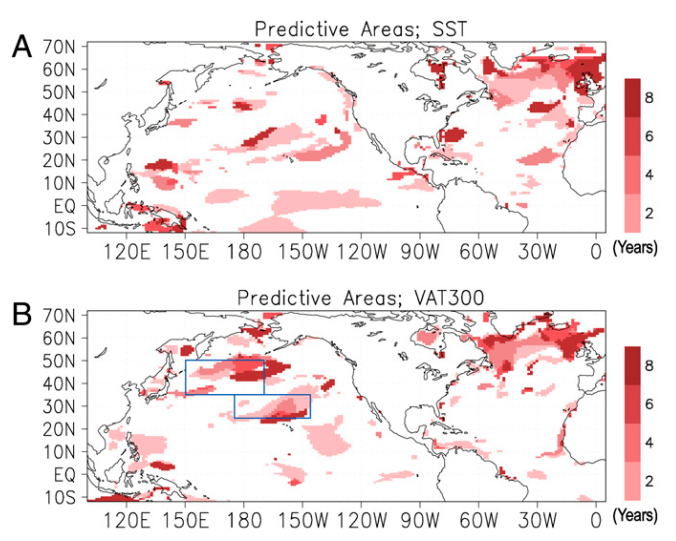 A
Predictive Areas; SST
70N
60N
50N
40N
30N
20N
10N
EQ
10S
120E 150E 180 150W 120W 90W 60W 30W 0
8
6
4
2
(Years)
B
Predictive Areas; VAT300
70N
60N
50N
40N
30N
20N
10N
EQ
10S
120E 150E 180 150W 120W 90W 60W 30W 0
8
6
4
2
(Years)